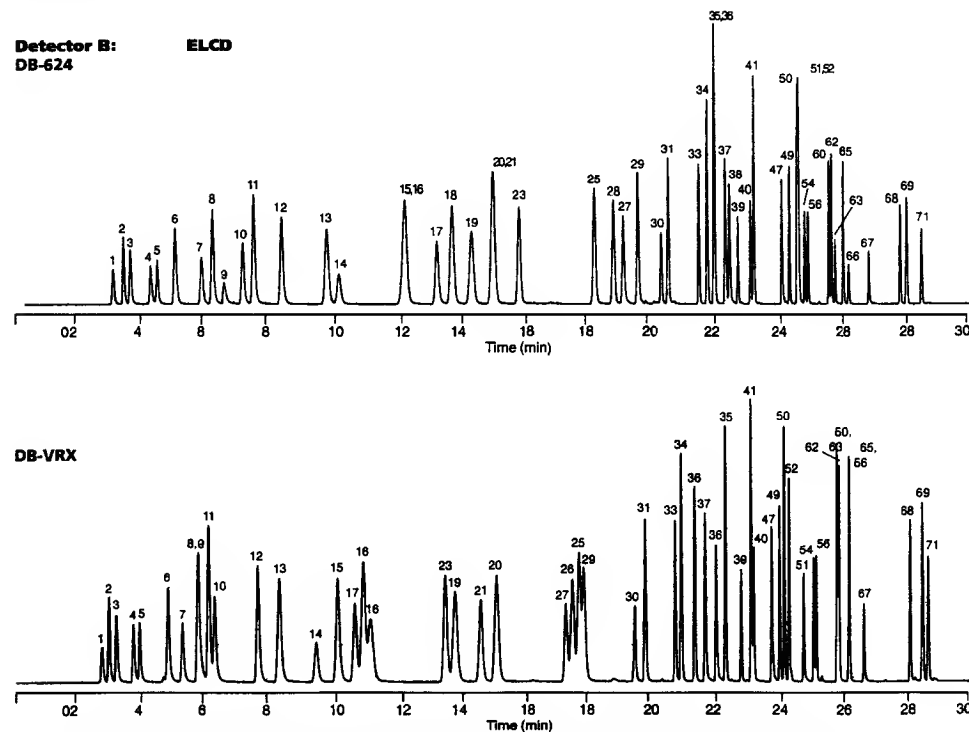 Detector B: ELCD
DB-624
1 2 3 4 5 6 7 8 9 10 11 12 13 14 15,16 17 18 19 20,21 23 25 28 27 29 30 31 33 34 35,36 37 38 39 40 41 47 49 50 51,52 54 56 60 62 63 65 66 67 68 69 71
02 4 6 8 10 12 14 16 18 20 22 24 26 28 30
Time (min)
DB-VRX
1 2 3 4 5 6 7 8,9 11 10 12 13 14 15 17 16 16 23 19 21 20 27 26 25 29 30 31 33 34 36 37 36 35 39 41 40 47 49 50 52 51 54 56 62 60, 63 65, 66 67 68 69 71
02 4 6 8 10 12 14 16 18 20 22 24 26 28 30
Time (min)